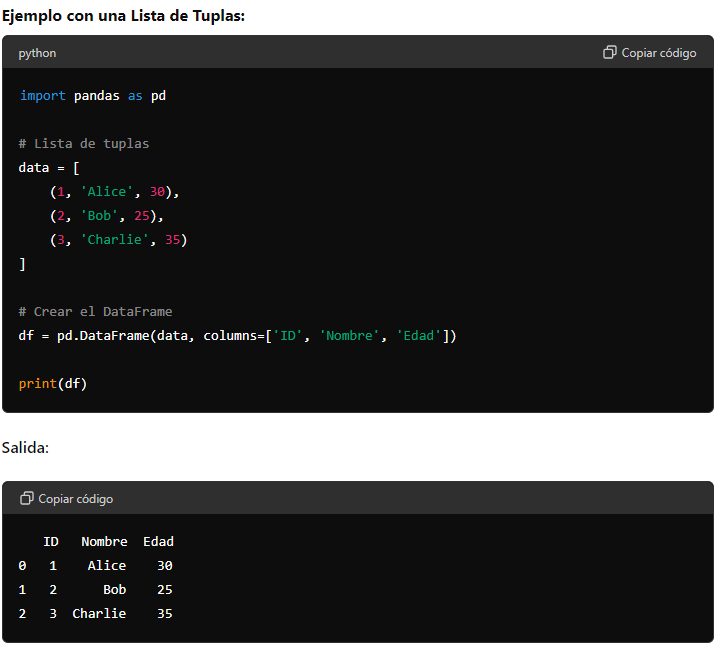 Ejemplo con una Lista de Tuplas:
python
Copiar código
import pandas as pd
# Lista de tuplas
data = [
    (1, 'Alice', 30),
    (2, 'Bob', 25),
    (3, 'Charlie', 35)
]
# Crear el DataFrame
df = pd.DataFrame(data, columns=['ID', 'Nombre', 'Edad'])
print(df)
Salida:
Copiar código
   ID   Nombre  Edad
0   1    Alice    30
1   2      Bob    25
2   3  Charlie    35